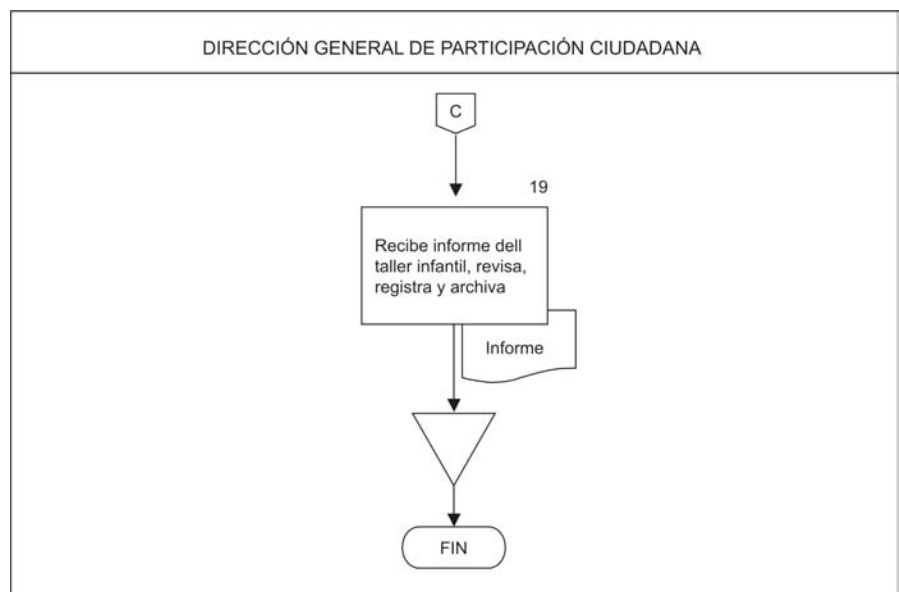 DIRECCIÓN GENERAL DE PARTICIPACIÓN CIUDADANA
C
19
Recibe informe dell
taller infantil, revisa,
registra y archiva
Informe
FIN